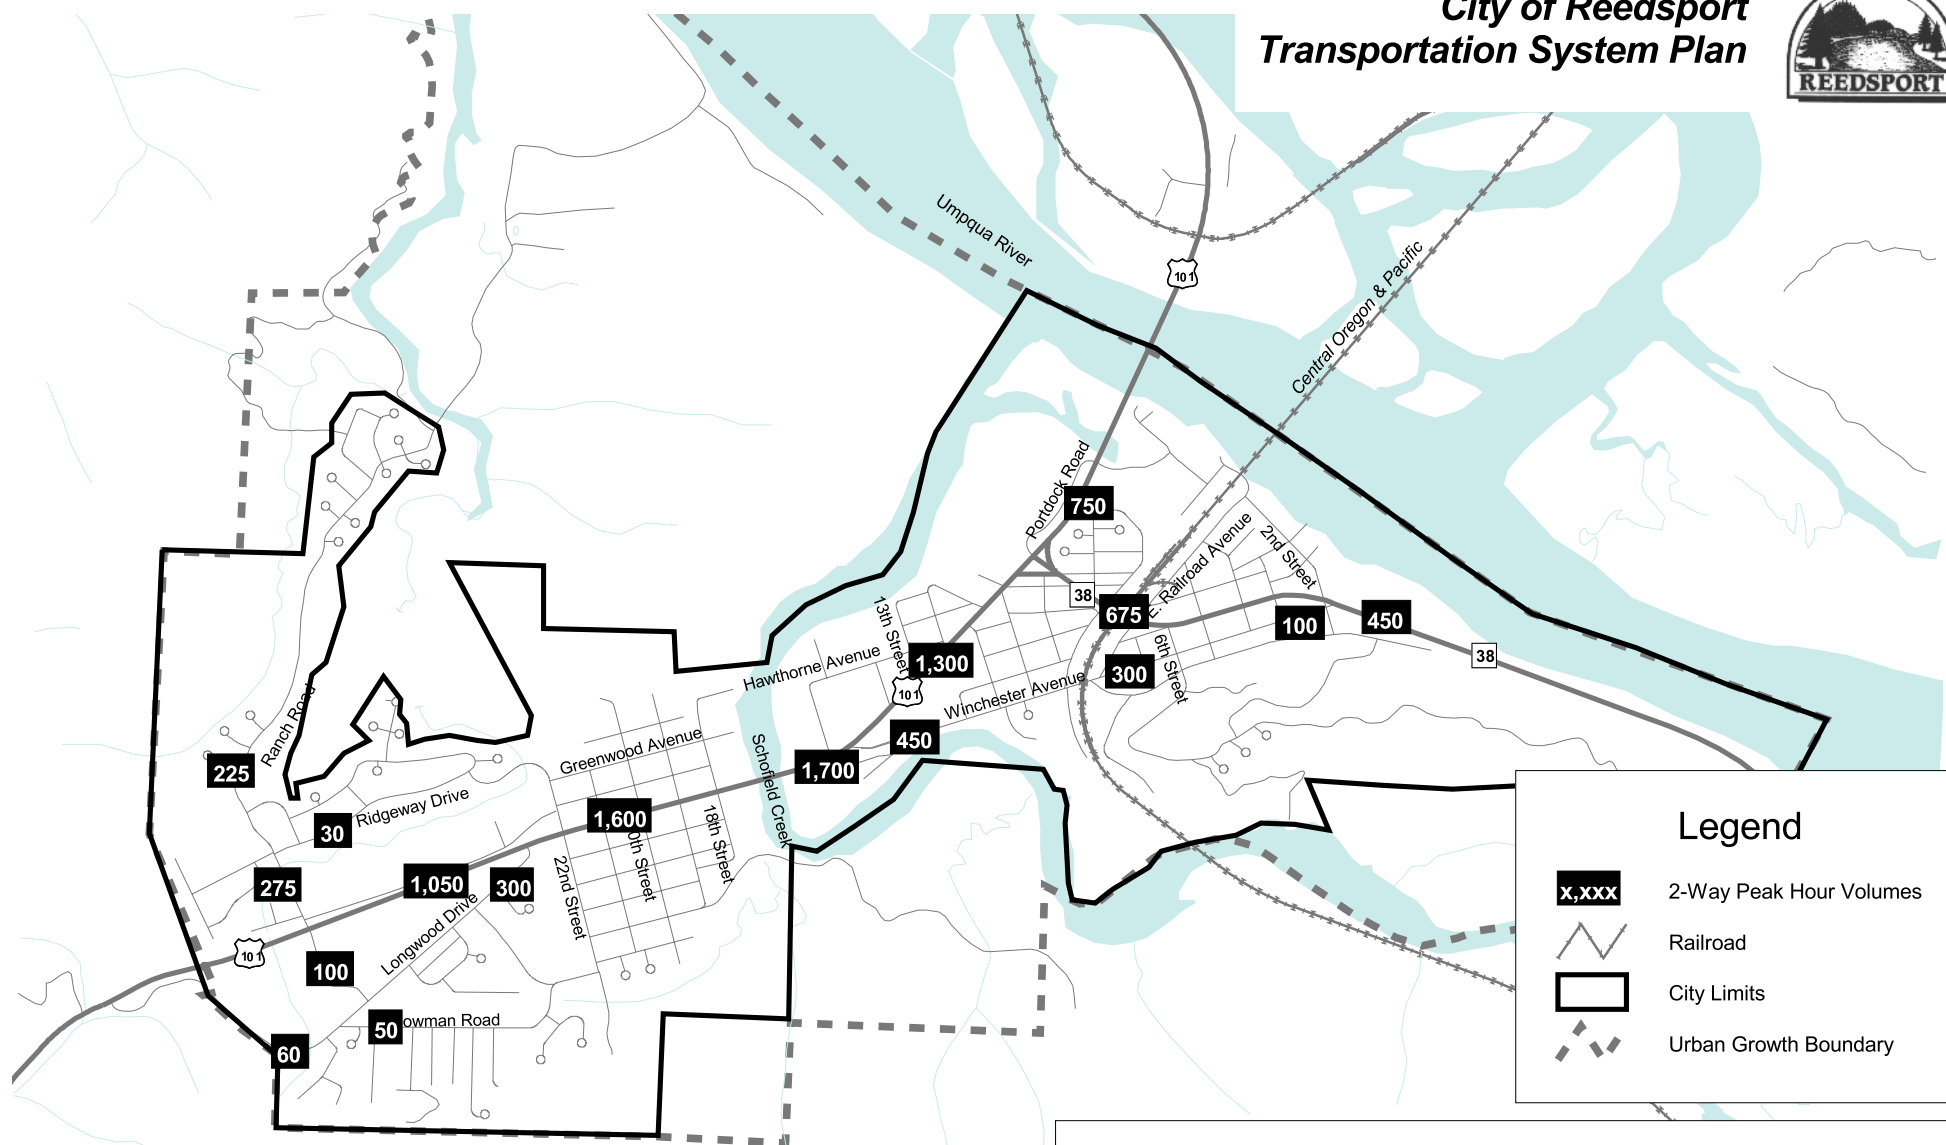 City of Reedsport
Transportation System Plan
REEDSPORT
Umpqua River
101
Central Oregon & Pacific
Portdock Road
750
E. Railroad Avenue
2nd Street
38
675
100
450
38
13th Street
Hawthorne Avenue
1,300
101
6th Street
300
Winchester Avenue
450
1,700
Schofield Creek
Greenwood Avenue
Ranch Road
225
Ridgeway Drive
30
1,600
18th Street
0th Street
22nd Street
275
1,050
300
Longwood Drive
101
100
50
owman Road
60
Legend
x,xxx
2-Way Peak Hour Volumes
Railroad
City Limits
Urban Growth Boundary